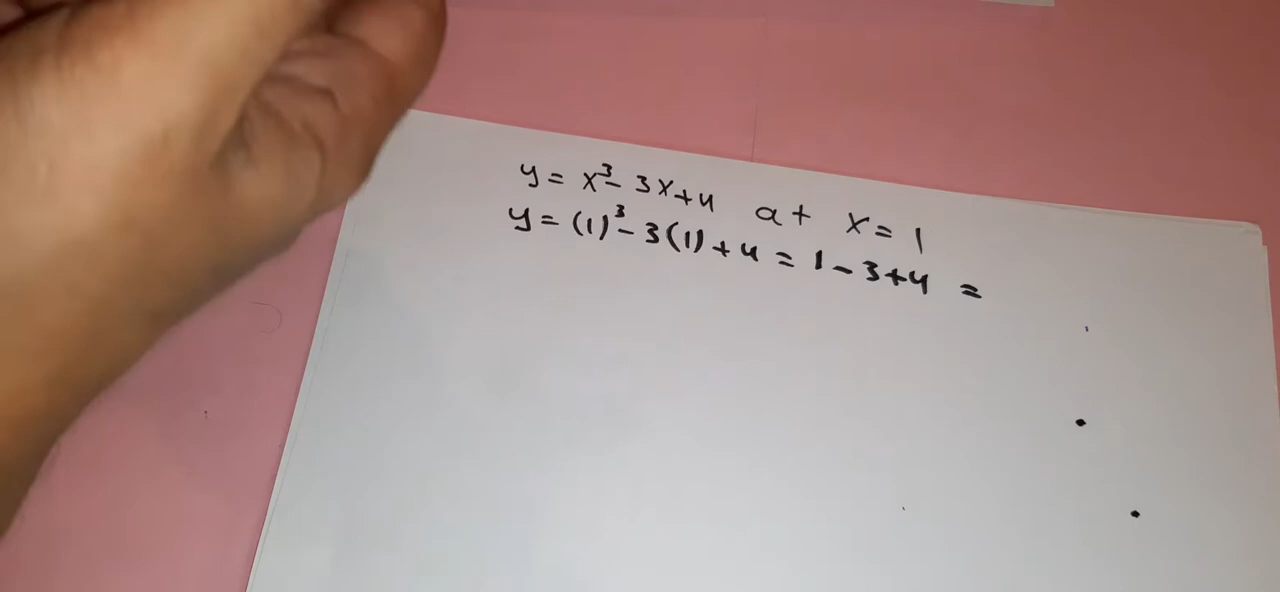 y = x³ - 3x + 4 at x = 1
y = (1)³ - 3(1) + 4 = 1 - 3 + 4 =